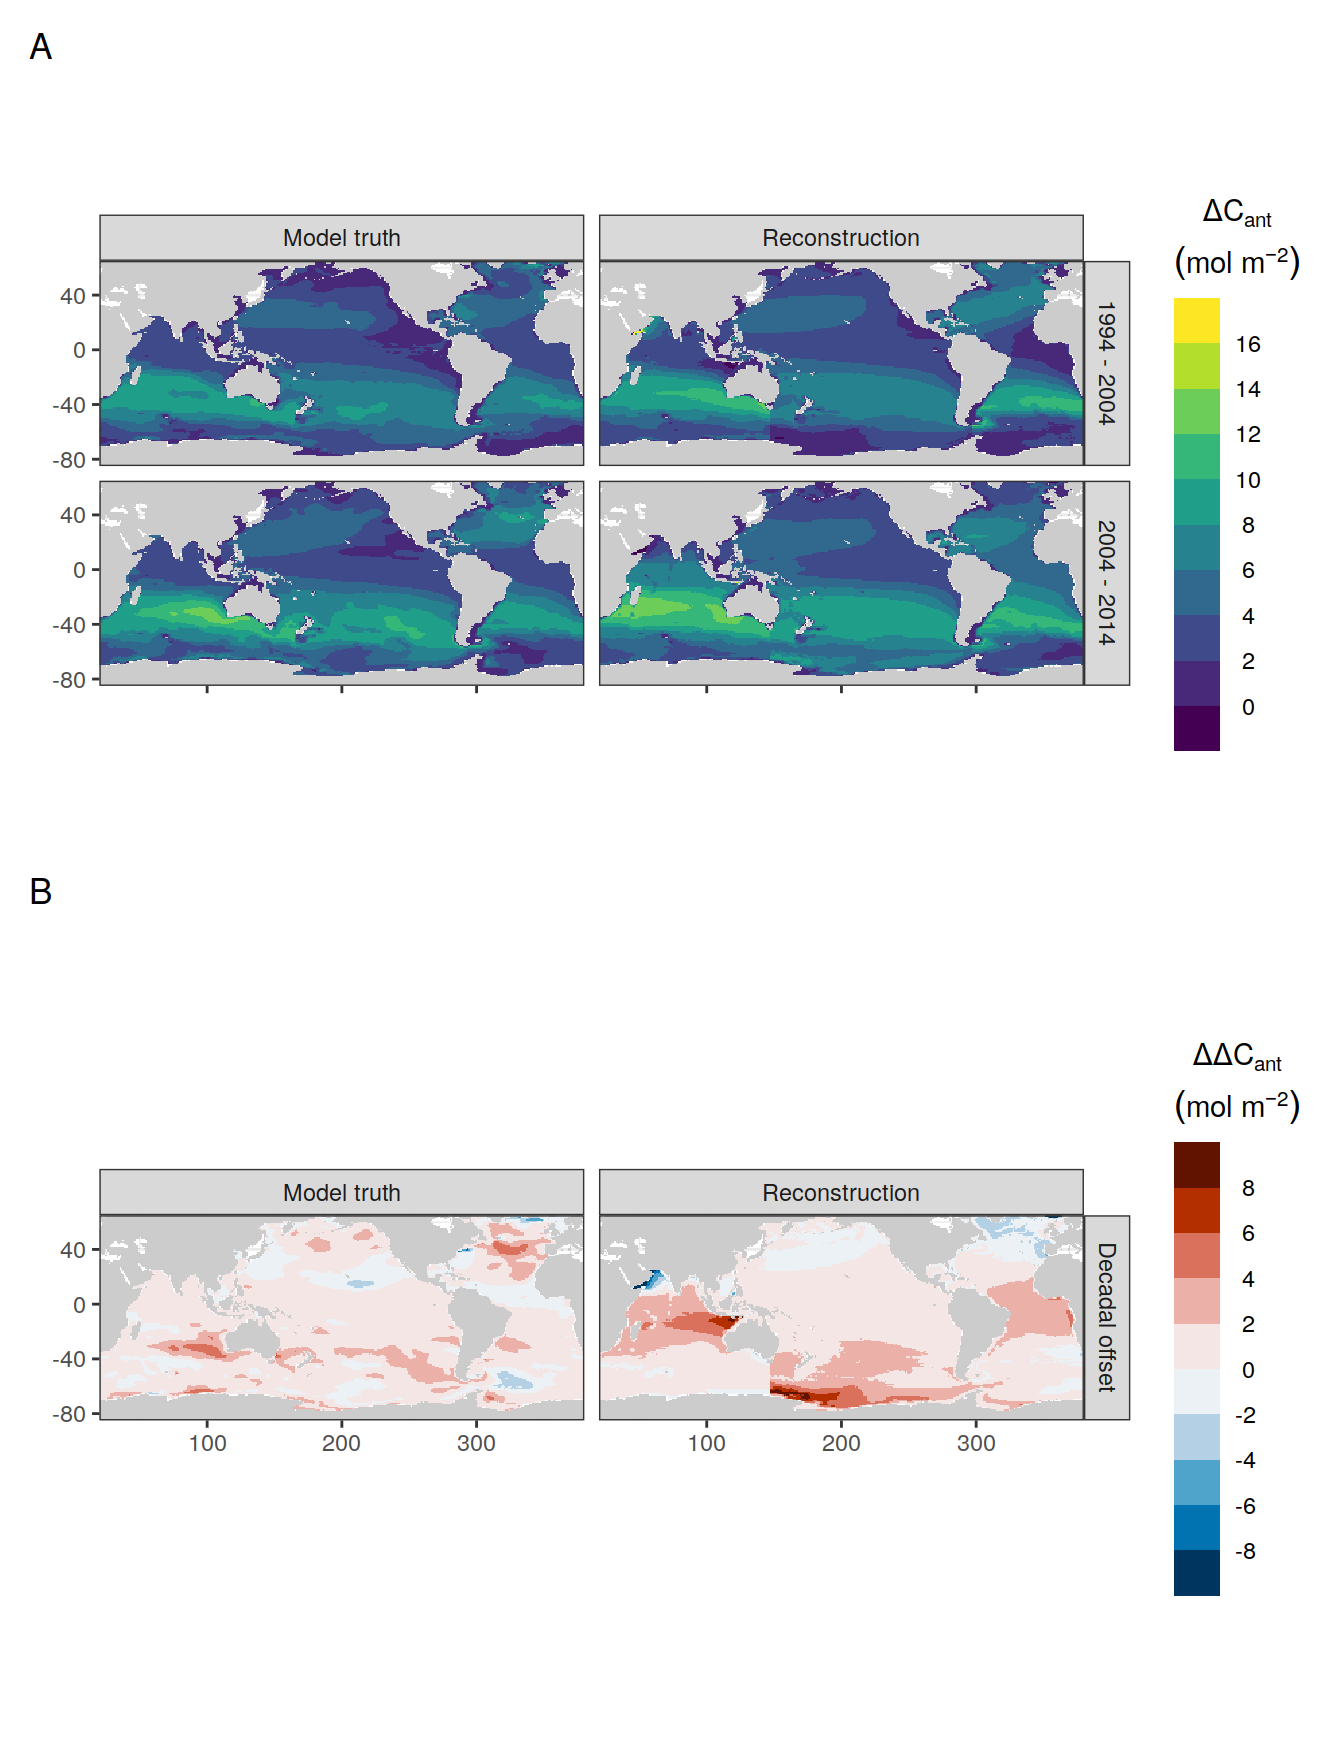 A
Model truth
Reconstruction
ΔCant
(mol m−2)
40
0
-40
-80
1994 - 2004
40
0
-40
-80
2004 - 2014
16
14
12
10
8
6
4
2
0
B
Model truth
Reconstruction
ΔΔCant
(mol m−2)
40
0
-40
-80
Decadal offset
100
200
300
100
200
300
8
6
4
2
0
-2
-4
-6
-8